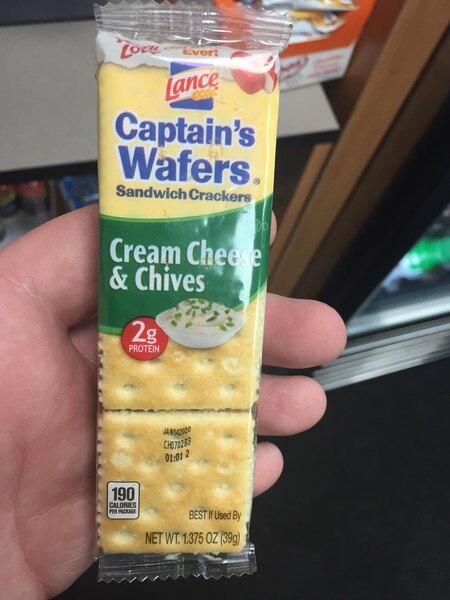 Ever!
Lance
Captain's
Wafers®
Sandwich Crackers
Cream Cheese
& Chives
2g
PROTEIN
JAN042020
CH0702B3
01:01 2
190
CALORIES
PER PACKAGE
BEST If Used By
NET WT. 1.375 OZ (39g)